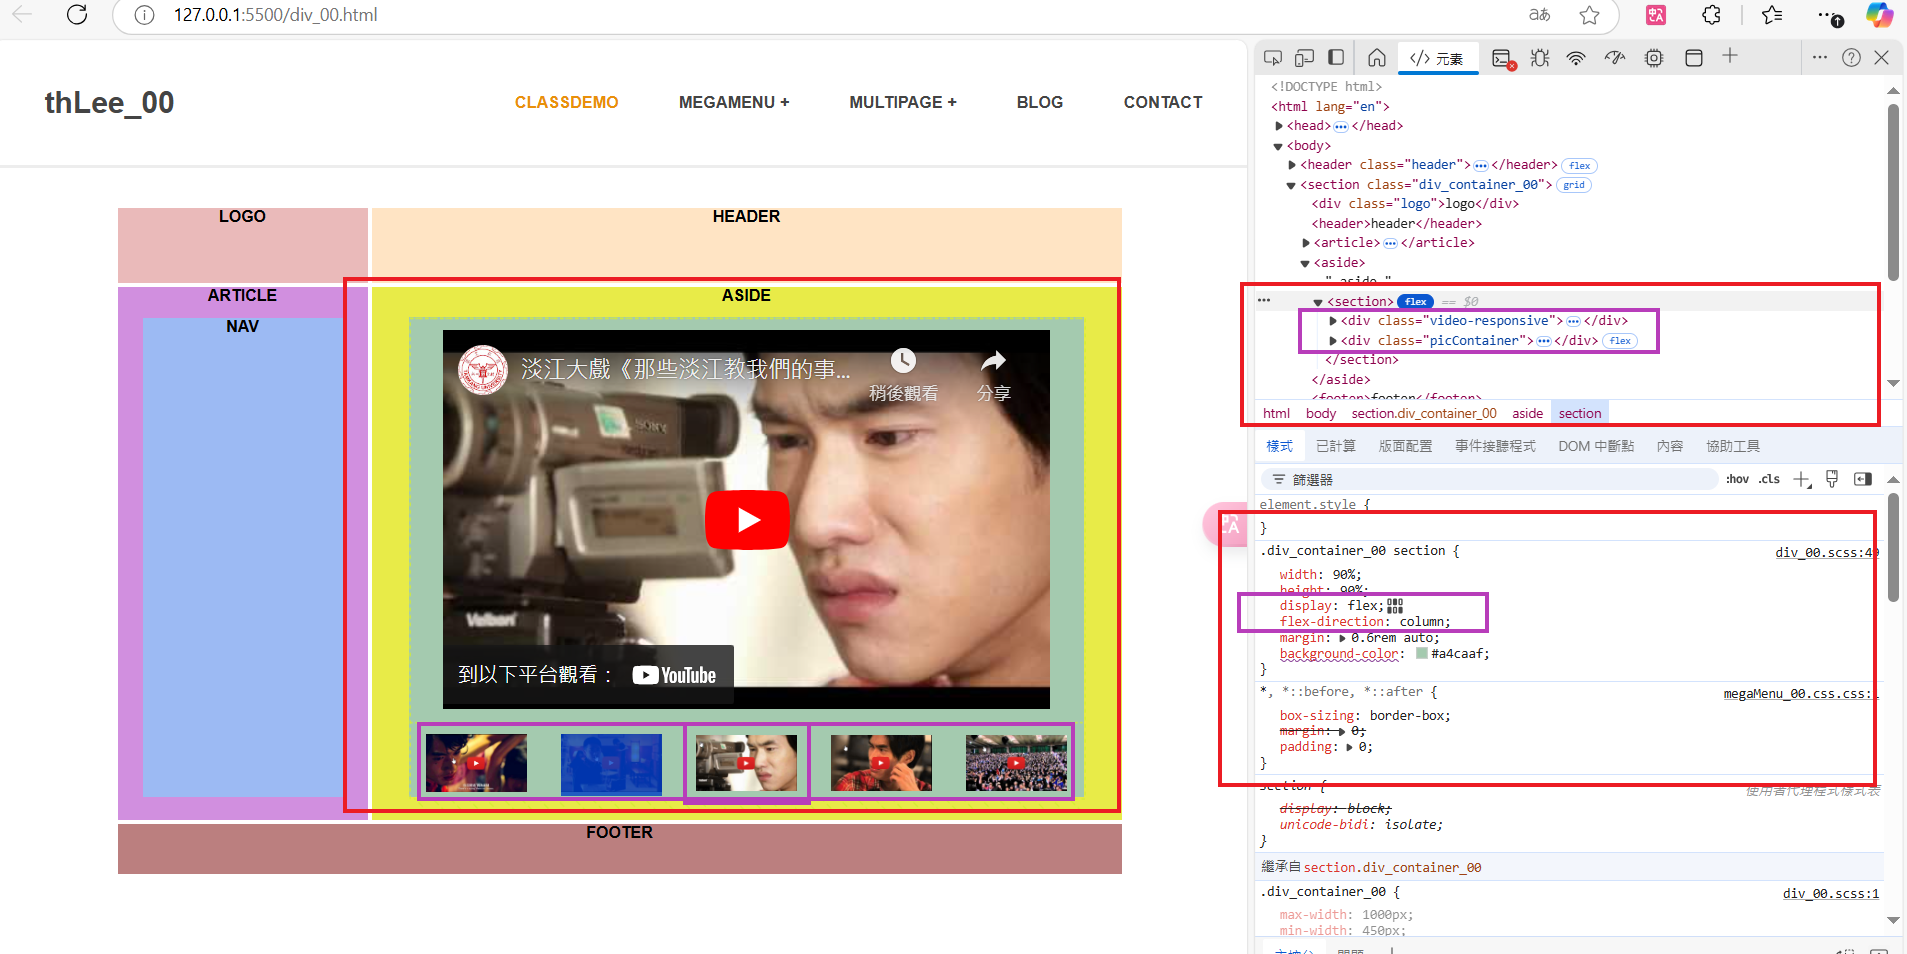 127.0.0.1:5500/div_00.html
thLee_00
CLASSDEMO
MEGAMENU +
MULTIPAGE +
BLOG
CONTACT
LOGO
HEADER
ARTICLE
NAV
ASIDE
淡江大戲《那些淡江教我們的事...
稍後觀看
分享
SONY
到以下平台觀看：
YouTube
FOOTER
元素
<!DOCTYPE html>
<html lang="en">
<head> </head>
<body>
<header class="header"> </header> flex
<section class="div_container_00"> grid
<div class="logo">logo</div>
<header>header</header>
<article> </article>
<aside>
" aside "
<section> flex == $0
<div class="video-responsive"> </div>
<div class="picContainer"> </div> flex
</section>
</aside>
<footer>footer</footer>
html body section.div_container_00 aside section
樣式 已計算 版面配置 事件接聽程式 DOM 中斷點 內容 協助工具
篩選器
:hov .cls
element.style {
}
.div_container_00 section {
div_00.scss:49
width: 90%;
height: 90%;
display: flex;
flex-direction: column;
margin: 0.6rem auto;
background-color: #a4caaf;
}
*, *::before, *::after {
megaMenu_00.css.css:1
box-sizing: border-box;
margin: 0;
padding: 0;
}
section {
使用者代理程式樣式表
display: block;
unicode-bidi: isolate;
}
繼承自 section.div_container_00
.div_container_00 {
div_00.scss:1
max-width: 1000px;
min-width: 450px;